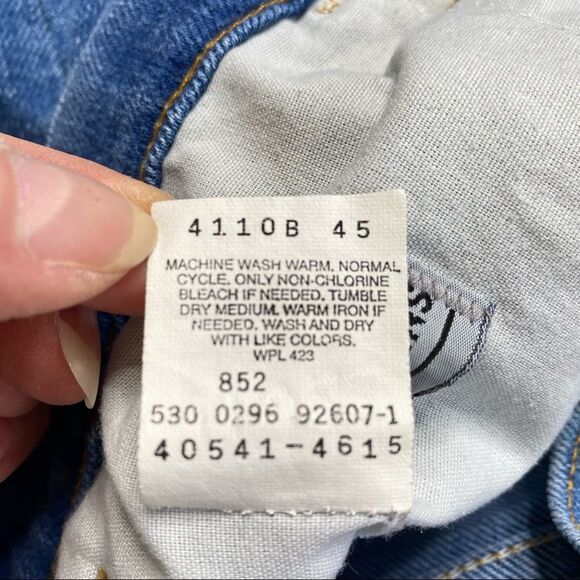 4110B 45
MACHINE WASH WARM. NORMAL
CYCLE. ONLY NON-CHLORINE
BLEACH IF NEEDED. TUMBLE
DRY MEDIUM. WARM IRON IF
NEEDED. WASH AND DRY
WITH LIKE COLORS.
WPL 423
852
530 0296 92607-1
40541-4615